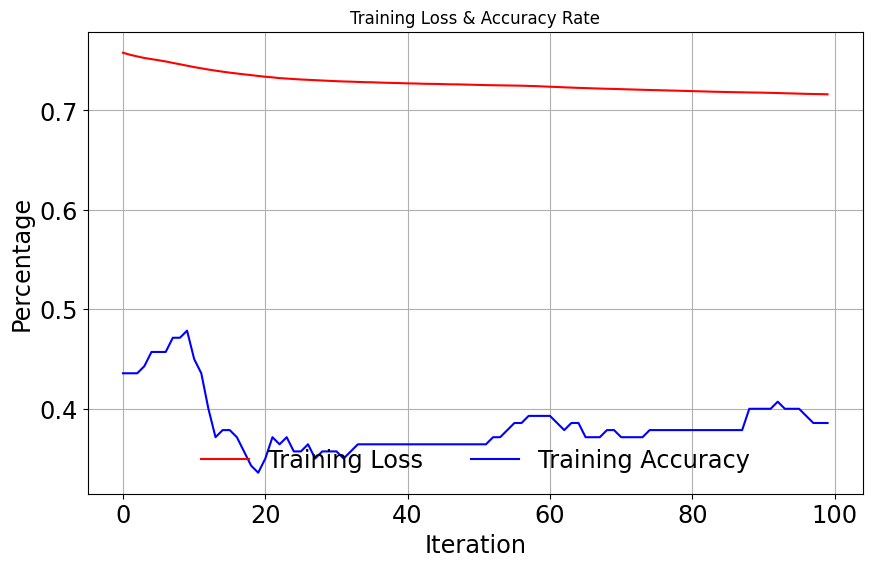 Training Loss & Accuracy Rate
Percentage
0.7
0.6
0.5
0.4
Training Loss
Training Accuracy
0 20 40 60 80 100
Iteration